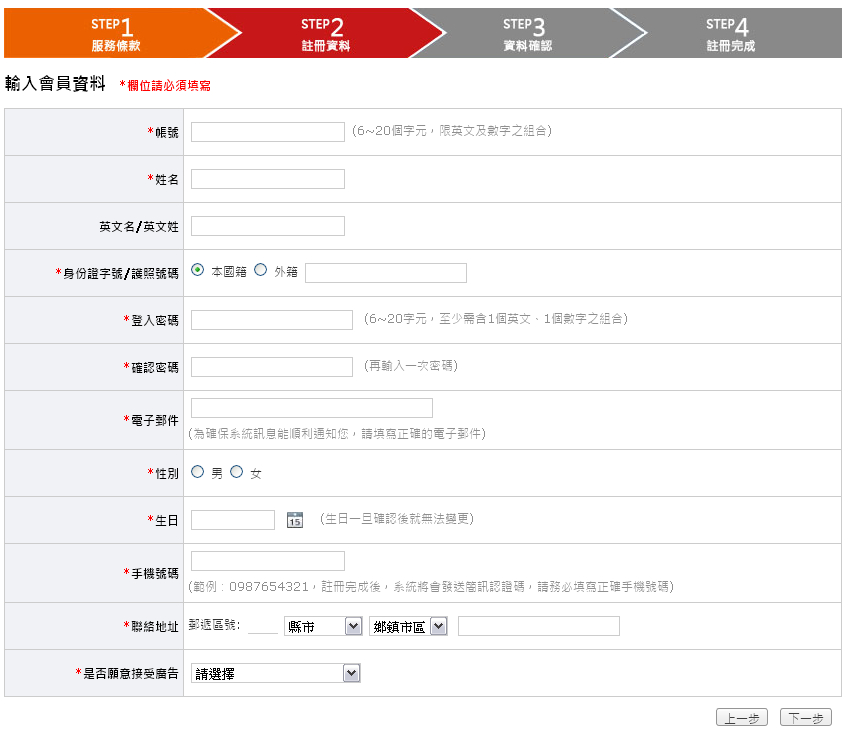 STEP1
服務條款
STEP2
註冊資料
STEP3
資料確認
STEP4
註冊完成
輸入會員資料 *欄位請必須填寫
*帳號 (6~20個字元，限英文及數字之組合)
*姓名
英文名/英文姓
*身份證字號/護照號碼 本國籍 外籍
*登入密碼 (6~20字元，至少需含1個英文、1個數字之組合)
*確認密碼 (再輸入一次密碼)
*電子郵件
(為確保系統訊息能順利通知您，請填寫正確的電子郵件)
*性別 男 女
*生日 15 (生日一旦確認後就無法變更)
*手機號碼
(範例：0987654321，註冊完成後，系統將會發送簡訊認證碼，請務必填寫正確手機號碼)
*聯絡地址 郵遞區號: 縣市 鄉鎮市區
*是否願意接受廣告 請選擇
上一步 下一步